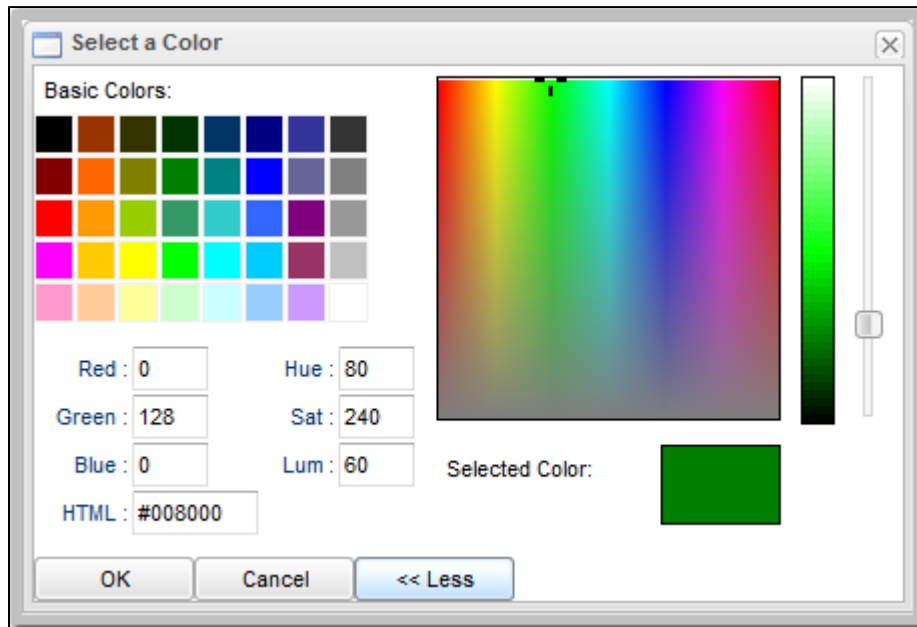 Select a Color
Basic Colors:
Red : 0 Hue : 80
Green : 128 Sat : 240
Blue : 0 Lum : 60
HTML : #008000
Selected Color:
OK Cancel << Less